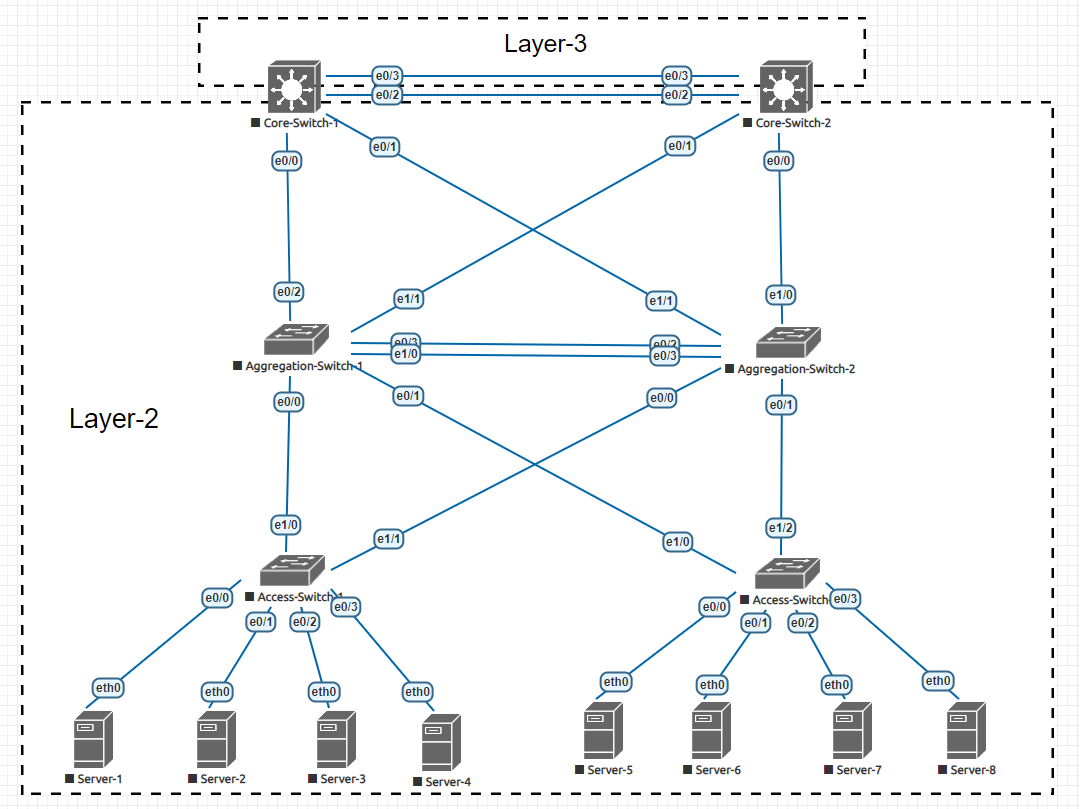 Layer-3
e0/3
e0/3
e0/2
e0/2
Core-Switch-1
Core-Switch-2
e0/1
e0/1
e0/0
e0/0
e0/2
e1/1
e1/1
e1/0
e0/3
e1/0
e0/3
Aggregation-Switch-1
Aggregation-Switch-2
e0/0
e0/1
e0/0
e0/1
Layer-2
e1/0
e1/1
e1/0
e1/2
Access-Switch-1
Access-Switch
e0/0
e0/3
e0/0
e0/3
e0/1
e0/2
e0/1
e0/2
eth0
eth0
eth0
eth0
eth0
eth0
eth0
eth0
Server-1
Server-2
Server-3
Server-4
Server-5
Server-6
Server-7
Server-8